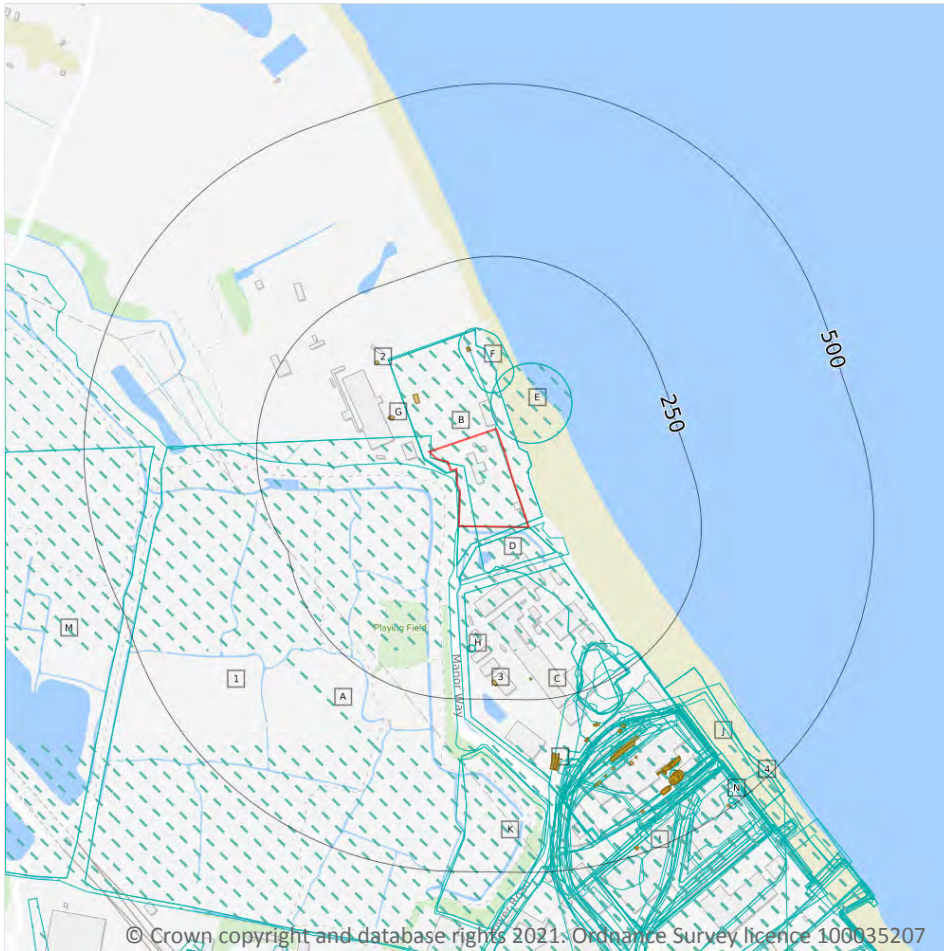 500
250
2
F
G
B
E
D
M
Playing Field
H
Manor Way
1
3
C
A
J
4
N
K
L
© Crown copyright and database rights 2021. Ordnance Survey licence 100035207